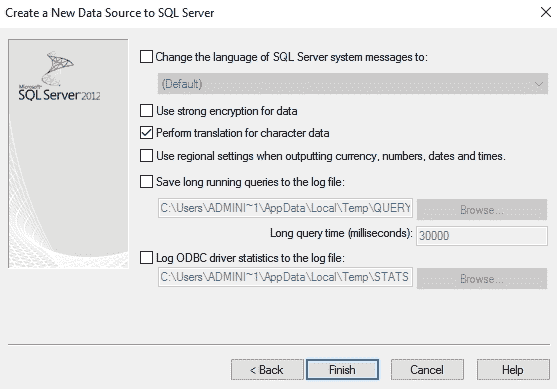 Create a New Data Source to SQL Server
Microsoft
SQL Server 2012
Change the language of SQL Server system messages to:
(Default)
Use strong encryption for data
Perform translation for character data
Use regional settings when outputting currency, numbers, dates and times.
Save long running queries to the log file:
C:\Users\ADMINI~1\AppData\Local\Temp\QUERY
Browse...
Long query time (milliseconds):
30000
Log ODBC driver statistics to the log file:
C:\Users\ADMINI~1\AppData\Local\Temp\STATS
Browse...
< Back
Finish
Cancel
Help